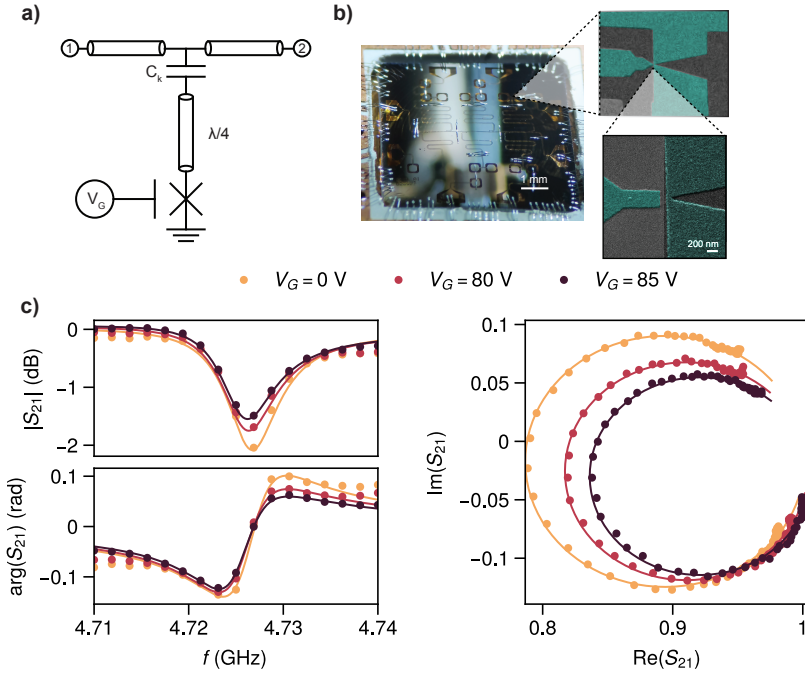 a)
1
2
C_k
λ/4
V_G
b)
1 mm
200 nm
V_G = 0 V
V_G = 80 V
V_G = 85 V
c)
0
−1
−2
|S_21| (dB)
0.1
0
−0.1
arg(S_21) (rad)
4.71
4.72
4.73
4.74
f (GHz)
0.1
0.05
0
−0.05
−0.1
Im(S_21)
0.8
0.9
1
Re(S_21)